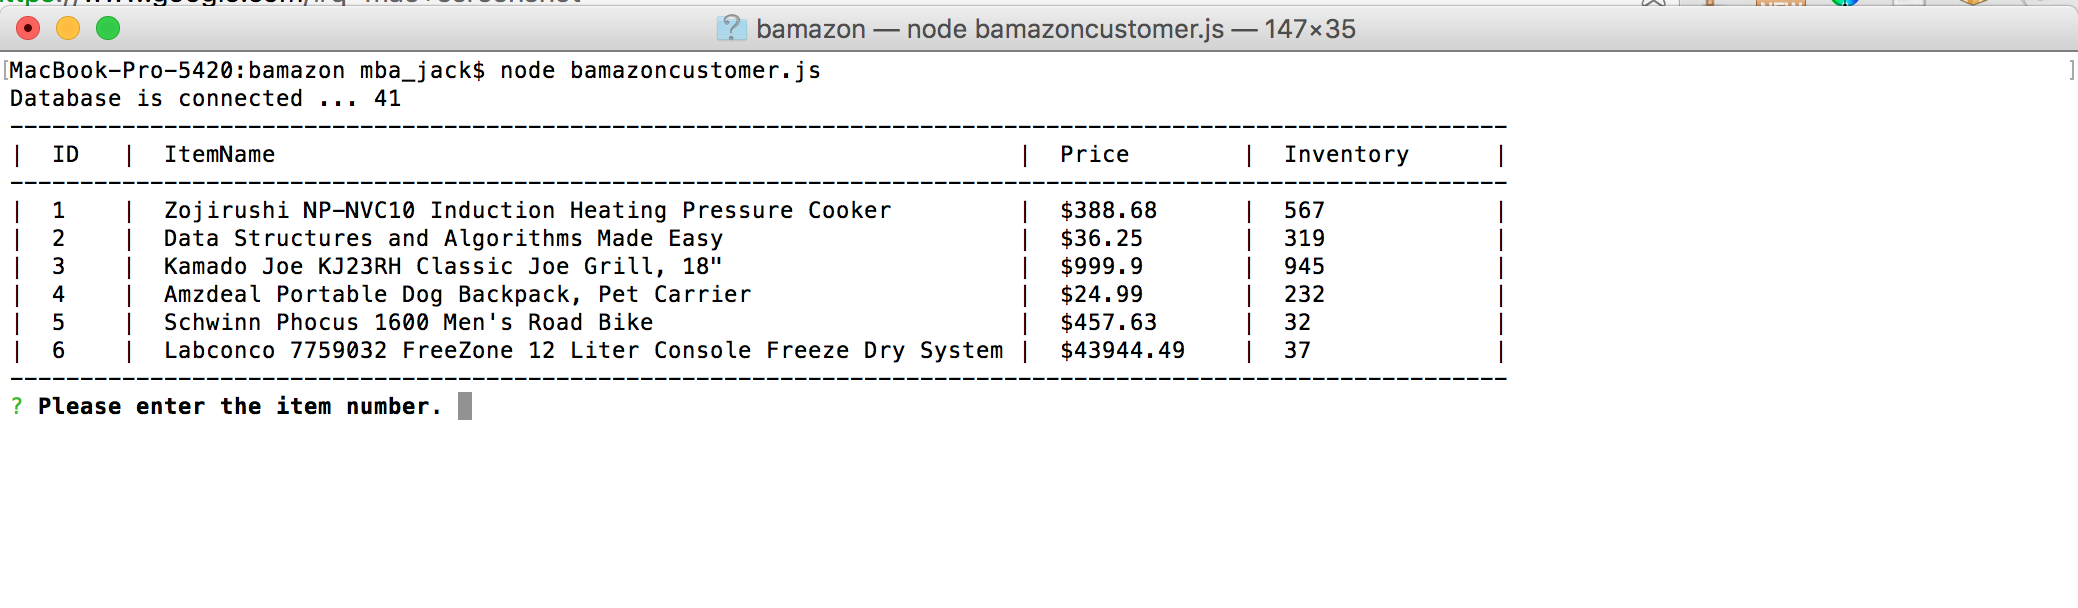 https://www.google.com/
bamazon — node bamazoncustomer.js — 147×35
[MacBook-Pro-5420:bamazon mba_jack$ node bamazoncustomer.js ]
Database is connected ... 41
-----------------------------------------------------------------------------------------------------------
|  ID   |  ItemName                                                     |  Price        |  Inventory      |
-----------------------------------------------------------------------------------------------------------
|  1    |  Zojirushi NP-NVC10 Induction Heating Pressure Cooker         |  $388.68      |  567            |
|  2    |  Data Structures and Algorithms Made Easy                     |  $36.25       |  319            |
|  3    |  Kamado Joe KJ23RH Classic Joe Grill, 18"                     |  $999.9       |  945            |
|  4    |  Amzdeal Portable Dog Backpack, Pet Carrier                   |  $24.99       |  232            |
|  5    |  Schwinn Phocus 1600 Men's Road Bike                          |  $457.63      |  32             |
|  6    |  Labconco 7759032 FreeZone 12 Liter Console Freeze Dry System |  $43944.49    |  37             |
-----------------------------------------------------------------------------------------------------------
? Please enter the item number.